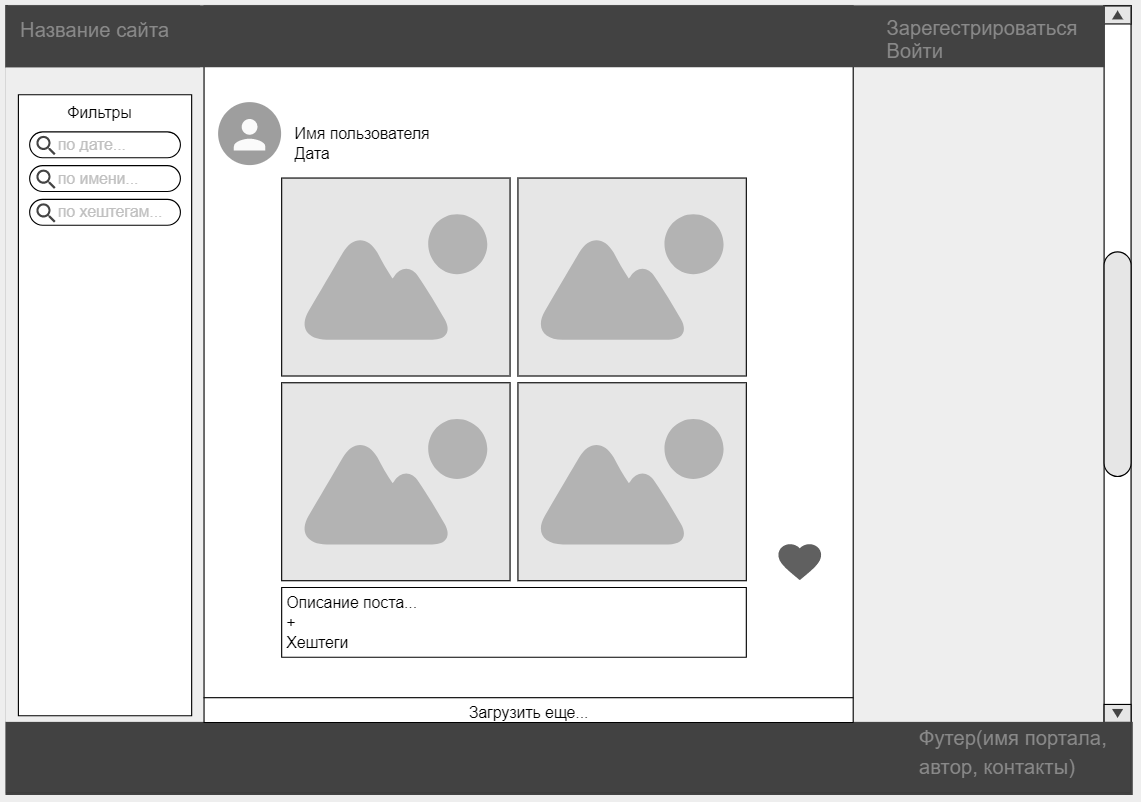 Название сайта
Зарегестрироваться
Войти
Фильтры
по дате...
по имени...
по хештегам...
Имя пользователя
Дата
Описание поста...
+
Хештеги
Загрузить еще...
Футер(имя портала,
автор, контакты)